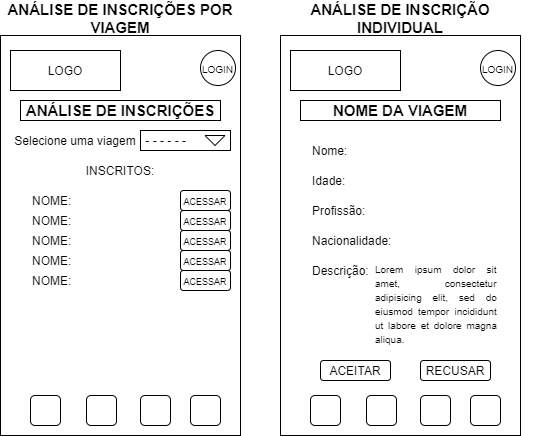 ANÁLISE DE INSCRIÇÕES POR
VIAGEM
LOGO
LOGIN
ANÁLISE DE INSCRIÇÕES
Selecione uma viagem
- - - - - -
INSCRITOS:
NOME: ACESSAR
NOME: ACESSAR
NOME: ACESSAR
NOME: ACESSAR
NOME: ACESSAR
ANÁLISE DE INSCRIÇÃO
INDIVIDUAL
LOGO
LOGIN
NOME DA VIAGEM
Nome:
Idade:
Profissão:
Nacionalidade:
Descrição:
Lorem ipsum dolor sit
amet, consectetur
adipisicing elit, sed do
eiusmod tempor incididunt
ut labore et dolore magna
aliqua.
ACEITAR RECUSAR